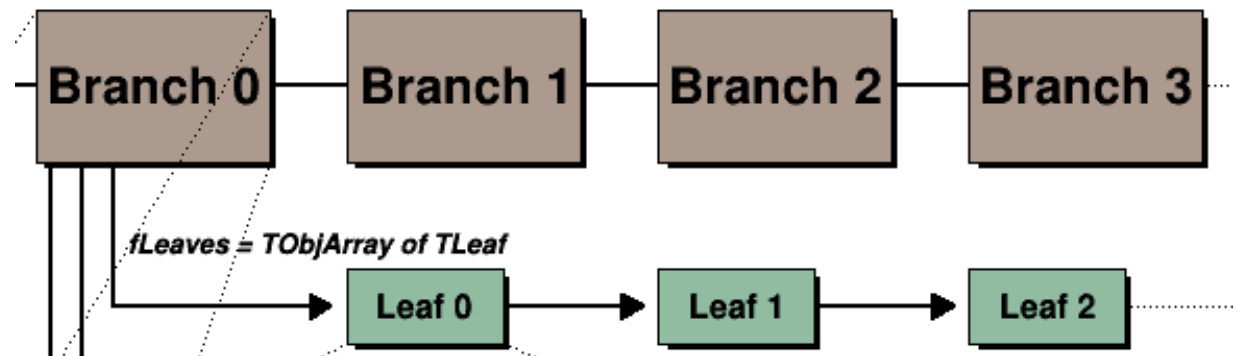 Branch 0
Branch 1
Branch 2
Branch 3
fLeaves = TObjArray of TLeaf
Leaf 0
Leaf 1
Leaf 2